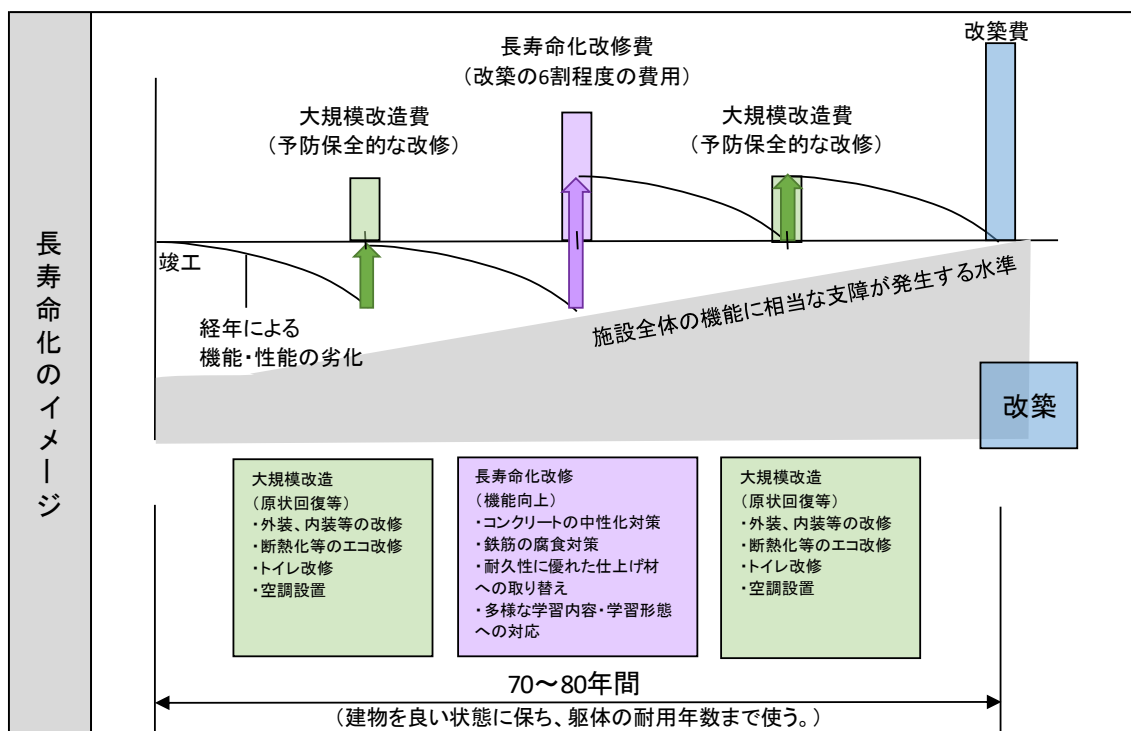 長寿命化のイメージ
改築費
長寿命化改修費
（改築の6割程度の費用）
大規模改造費
（予防保全的な改修）
大規模改造費
（予防保全的な改修）
竣工
経年による
機能・性能の劣化
施設全体の機能に相当な支障が発生する水準
改築
大規模改造
（原状回復等）
・外装、内装等の改修
・断熱化等のエコ改修
・トイレ改修
・空調設置
長寿命化改修
（機能向上）
・コンクリートの中性化対策
・鉄筋の腐食対策
・耐久性に優れた仕上げ材
への取り替え
・多様な学習内容・学習形態
への対応
大規模改造
（原状回復等）
・外装、内装等の改修
・断熱化等のエコ改修
・トイレ改修
・空調設置
70～80年間
（建物を良い状態に保ち、躯体の耐用年数まで使う。）